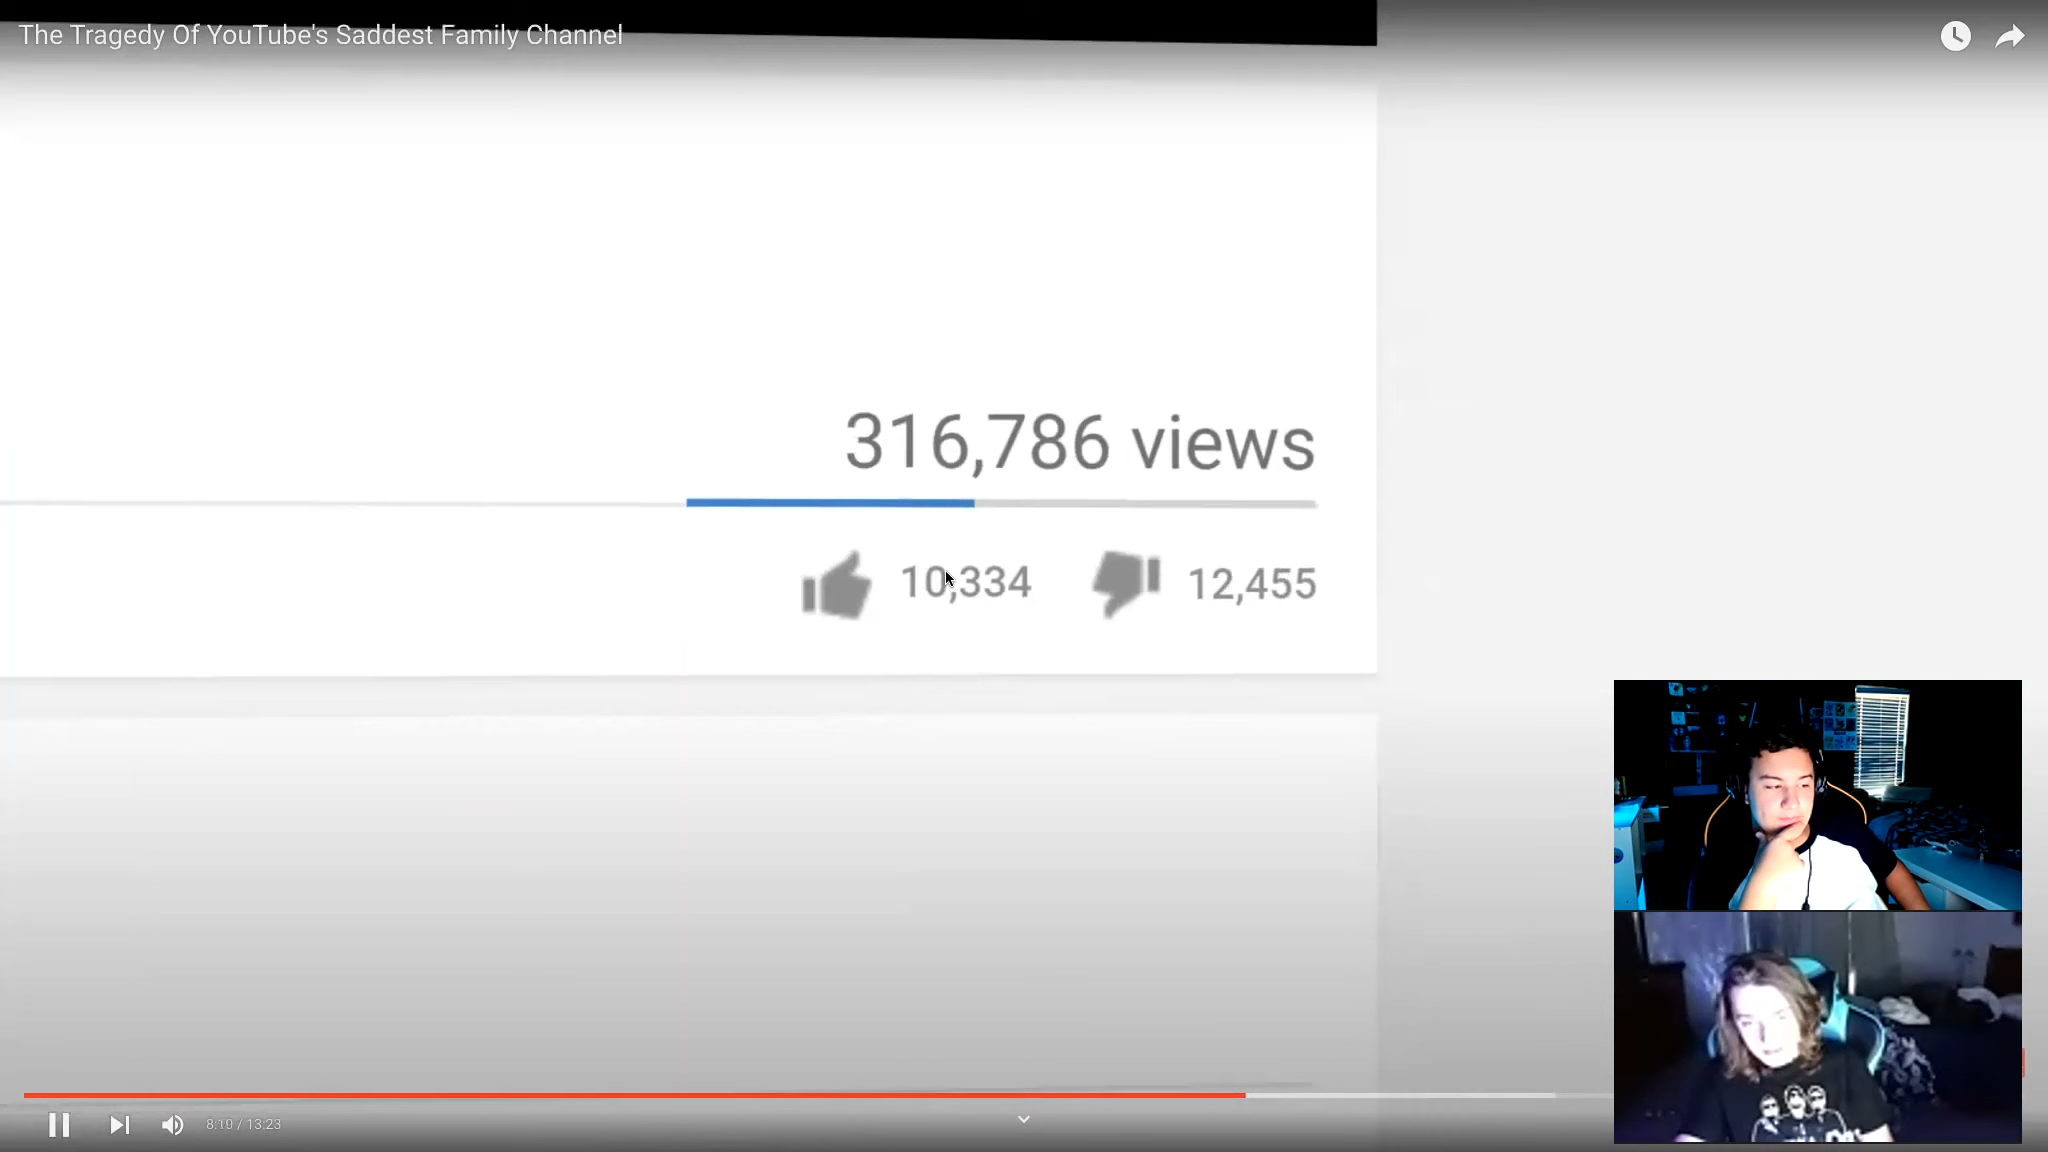 The Tragedy Of YouTube's Saddest Family Channel
316,786 views
10,334 12,455
8:10 / 13:23